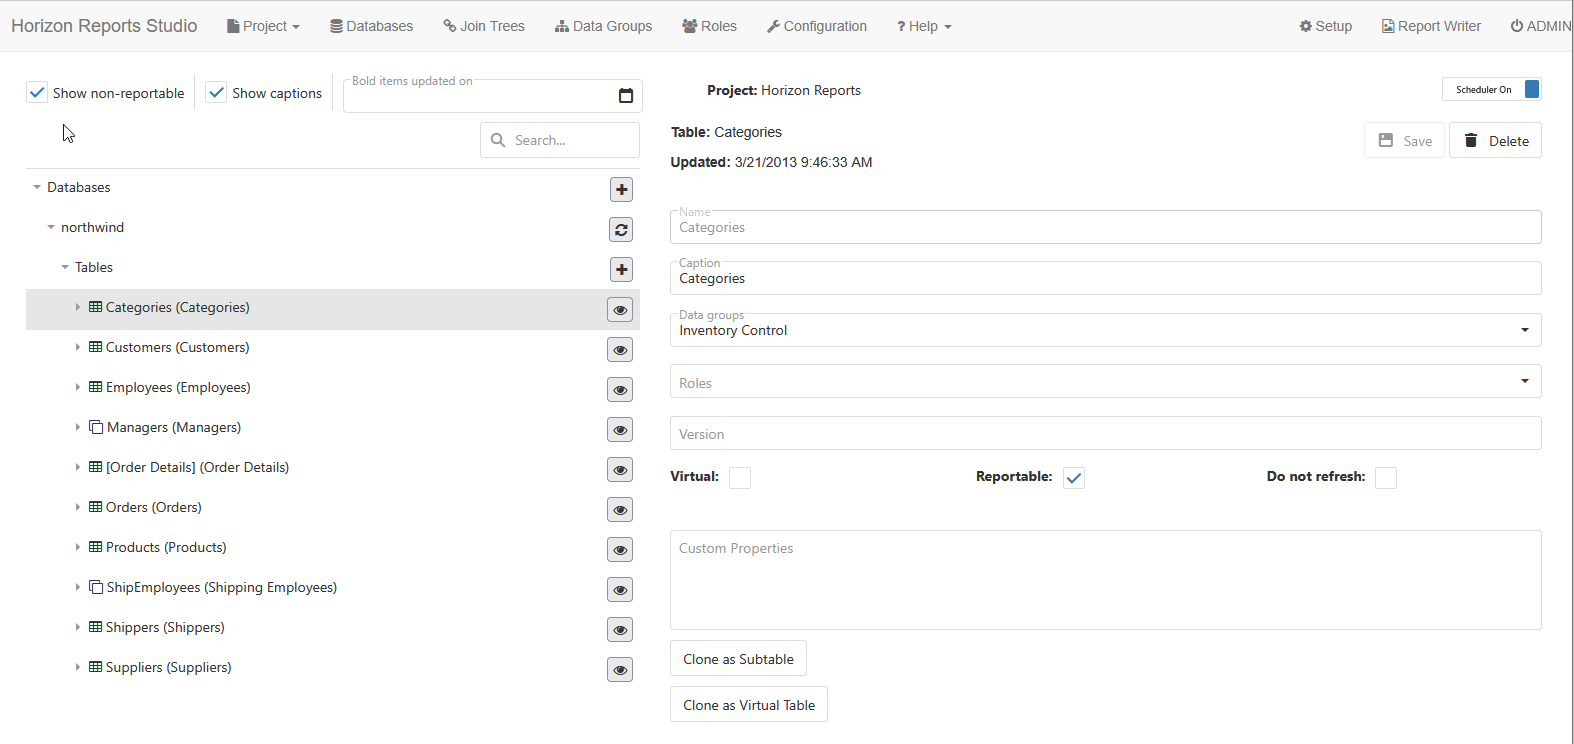 Horizon Reports Studio Project Databases Join Trees Data Groups Roles Configuration ? Help Setup Report Writer ADMIN
Show non-reportable Show captions Bold items updated on
Search...
Databases
northwind
Tables
Categories (Categories)
Customers (Customers)
Employees (Employees)
Managers (Managers)
[Order Details] (Order Details)
Orders (Orders)
Products (Products)
ShipEmployees (Shipping Employees)
Shippers (Shippers)
Suppliers (Suppliers)
Project: Horizon Reports Scheduler On
Table: Categories Save Delete
Updated: 3/21/2013 9:46:33 AM
Name
Categories
Caption
Categories
Data groups
Inventory Control
Roles
Version
Virtual: Reportable: Do not refresh:
Custom Properties
Clone as Subtable
Clone as Virtual Table